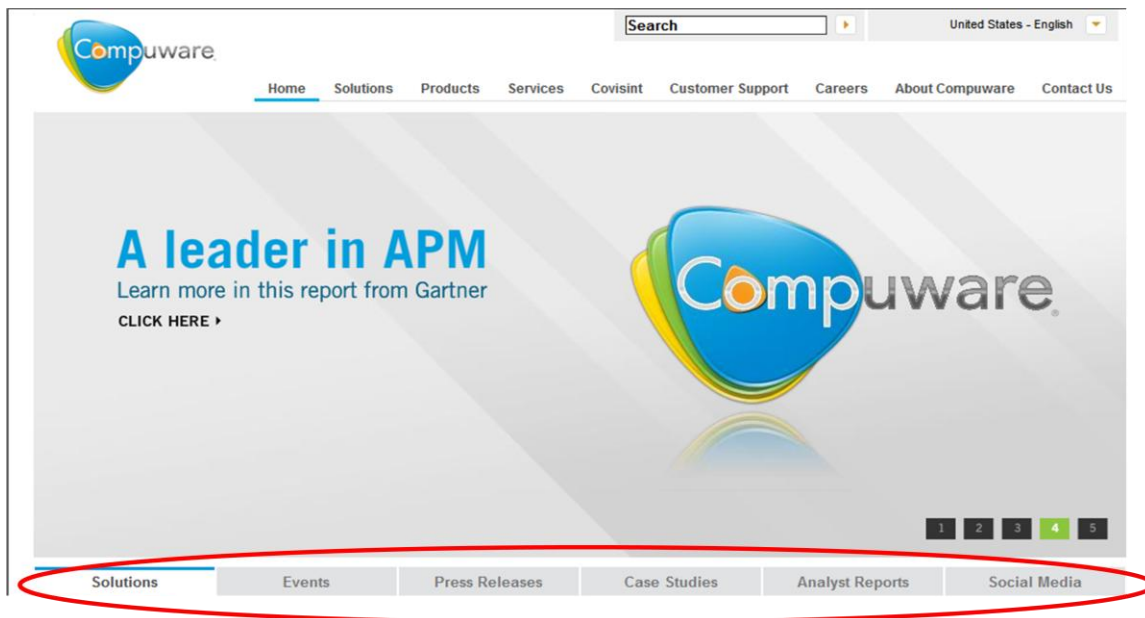 Compuware
Search
United States - English
Home Solutions Products Services Covisint Customer Support Careers About Compuware Contact Us
A leader in APM
Learn more in this report from Gartner
CLICK HERE
Compuware
1 2 3 4 5
Solutions Events Press Releases Case Studies Analyst Reports Social Media